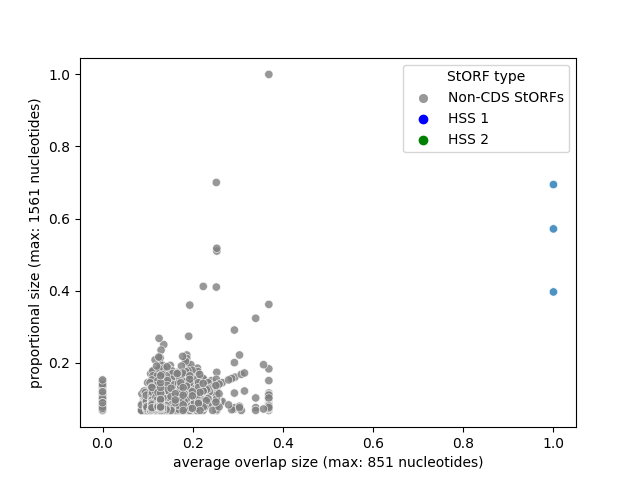 StORF type
Non-CDS StORFs
HSS 1
HSS 2
1.0
0.8
0.6
0.4
0.2
proportional size (max: 1561 nucleotides)
0.0 0.2 0.4 0.6 0.8 1.0
average overlap size (max: 851 nucleotides)